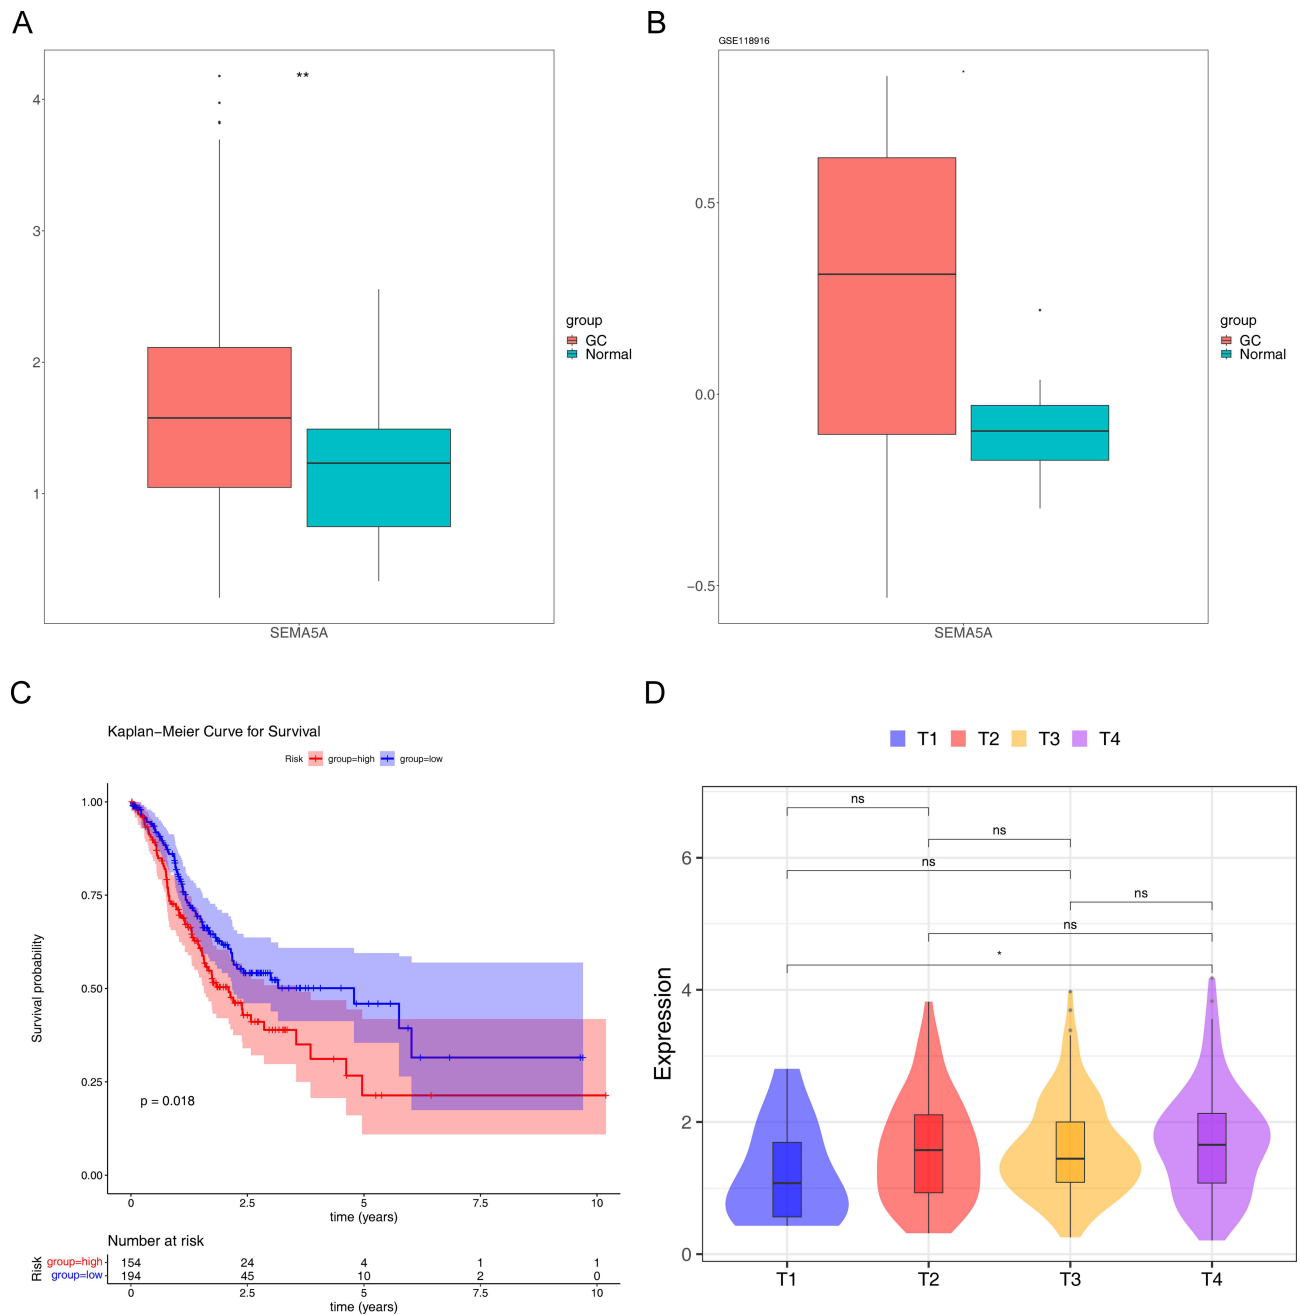 A
**
4
3
2
1
SEMA5A
group
GC
Normal
B
GSE118916
*
0.5
0.0
−0.5
SEMA5A
group
GC
Normal
C
Kaplan−Meier Curve for Survival
Risk group=high group=low
Survival probability
1.00
0.75
0.50
0.25
0.00
p = 0.018
0 2.5 5 7.5 10
time (years)
Number at risk
Risk
group=high 154 24 4 1 1
group=low 194 45 10 2 0
0 2.5 5 7.5 10
time (years)
D
T1 T2 T3 T4
Expression
6
4
2
0
ns
ns
ns
ns
ns
*
T1 T2 T3 T4